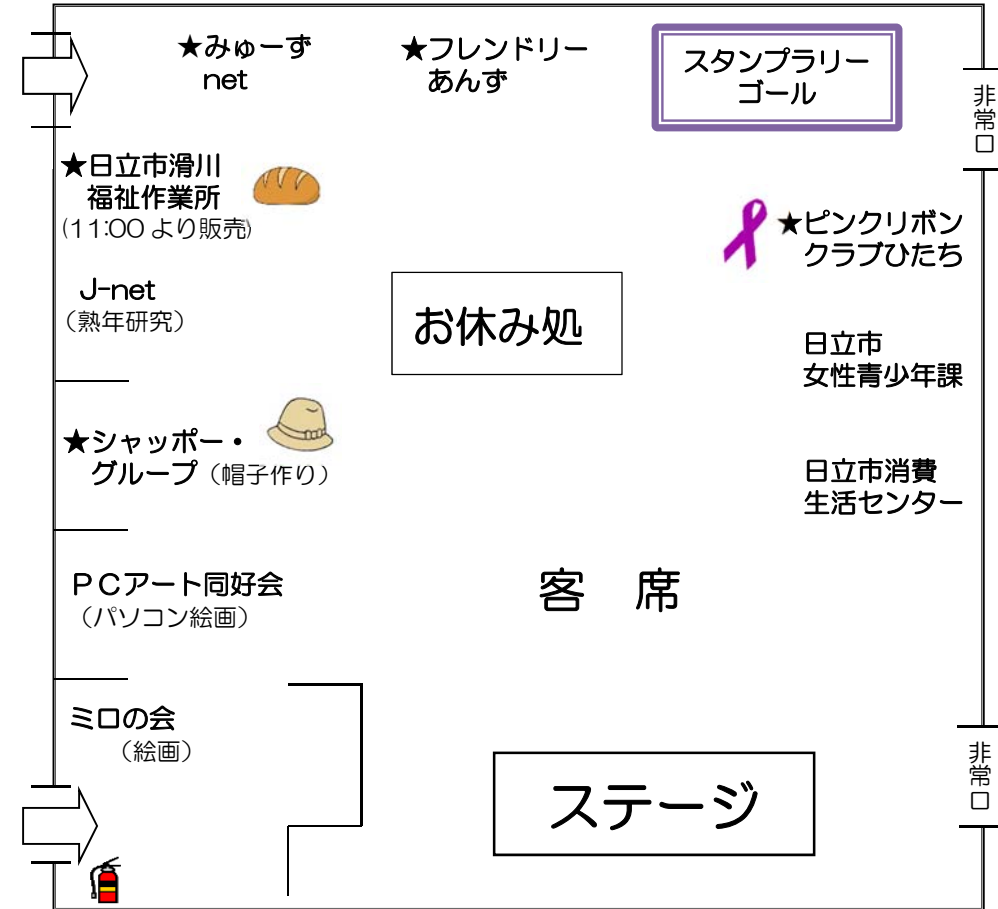 ★みゅーず
net
★フレンドリー
あんず
スタンプラリー
ゴール
非常口
★日立市滑川
福祉作業所
(11:00より販売)
★ピンクリボン
クラブひたち
J-net
（熟年研究）
お休み処
日立市
女性青少年課
★シャッポー・
グループ（帽子作り）
日立市消費
生活センター
PCアート同好会
（パソコン絵画）
客 席
ミロの会
（絵画）
ステージ
非常口